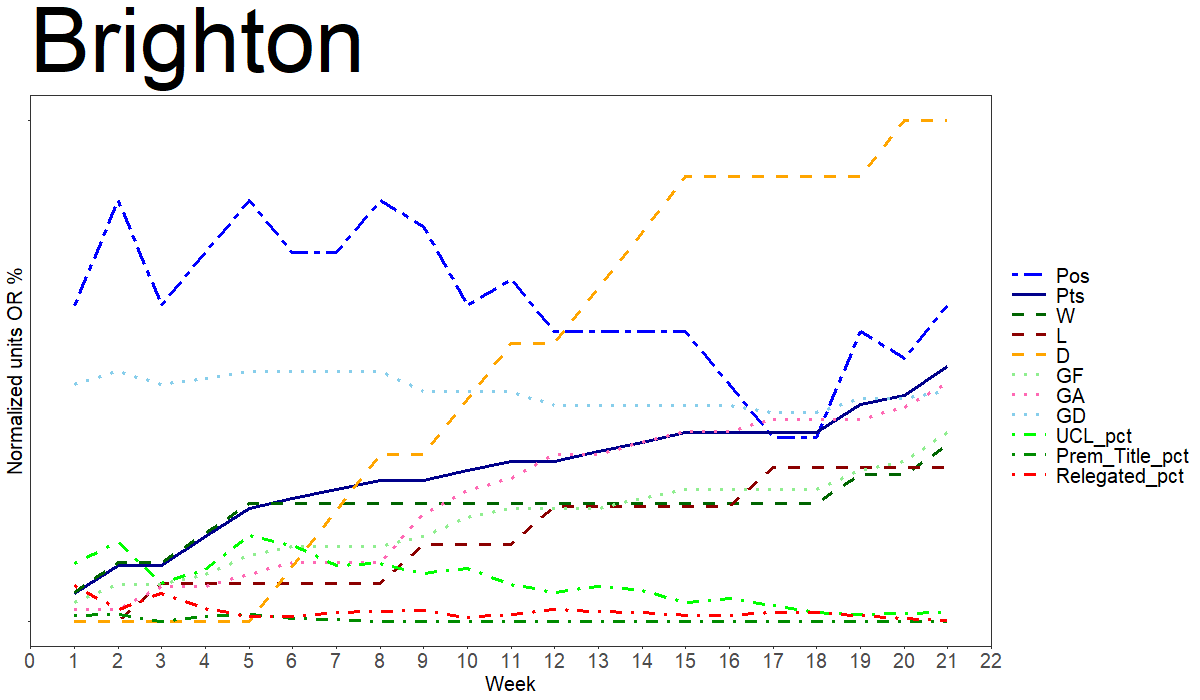 Brighton
Normalized units OR %
0 1 2 3 4 5 6 7 8 9 10 11 12 13 14 15 16 17 18 19 20 21 22
Week
Pos
Pts
W
L
D
GF
GA
GD
UCL_pct
Prem_Title_pct
Relegated_pct